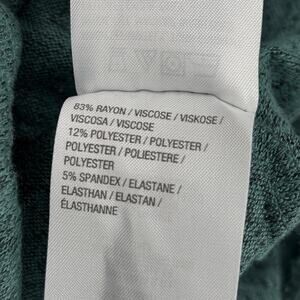 83% RAYON / VISCOSE / VISKOSE /
VISCOSA / VISCOSE
12% POLYESTER / POLYESTER /
POLYESTER / POLIESTERE /
POLYESTER
5% SPANDEX / ELASTANE /
ELASTHAN / ELASTAN /
ÉLASTHANNE